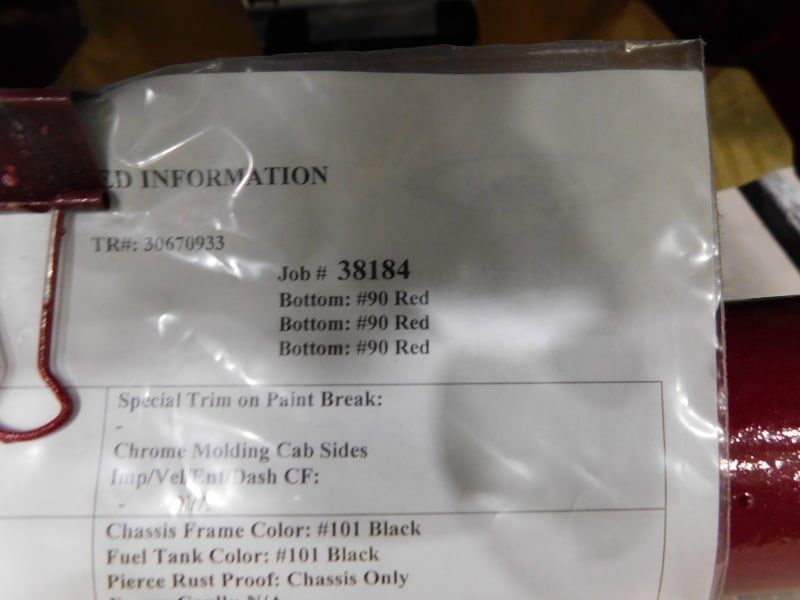 ED INFORMATION
TR#: 30670933
Job # 38184
Bottom: #90 Red
Bottom: #90 Red
Bottom: #90 Red
Special Trim on Paint Break:
-
Chrome Molding Cab Sides
Imp/Vel/Enf/Dash CF:
- N/A
Chassis Frame Color: #101 Black
Fuel Tank Color: #101 Black
Pierce Rust Proof: Chassis Only